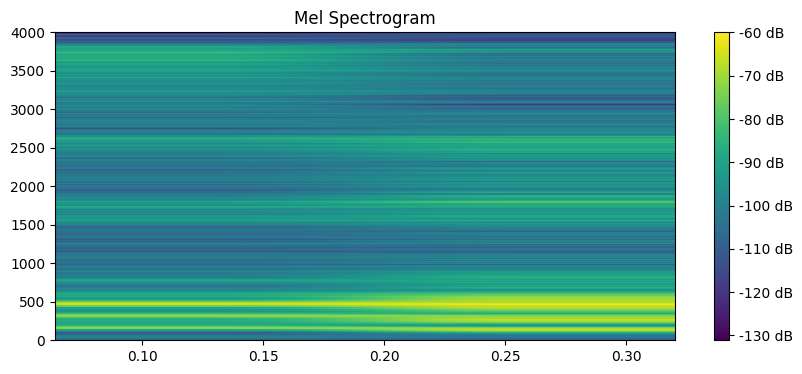 Mel Spectrogram
4000
3500
3000
2500
2000
1500
1000
500
0
0.10 0.15 0.20 0.25 0.30
-60 dB
-70 dB
-80 dB
-90 dB
-100 dB
-110 dB
-120 dB
-130 dB